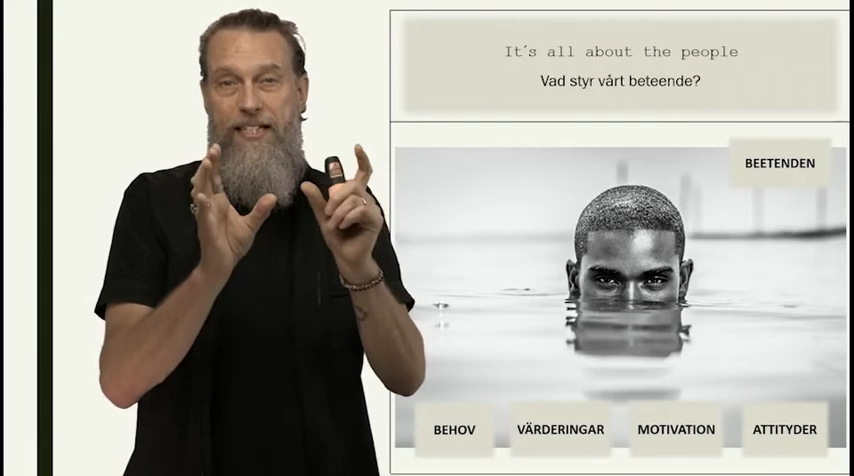 It's all about the people
Vad styr vårt beteende?
BEETENDEN
BEHOV
VÄRDERINGAR
MOTIVATION
ATTITYDER